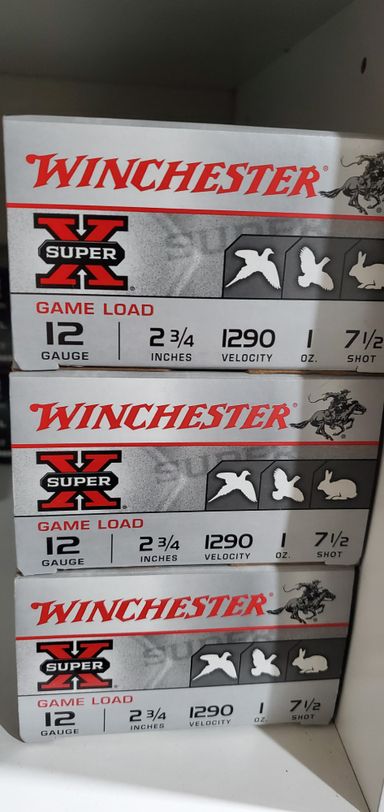 WINCHESTER
X
SUPER
GAME LOAD
12 2 3/4 1290 1 7 1/2
GAUGE INCHES VELOCITY OZ. SHOT
WINCHESTER
X
SUPER
GAME LOAD
12 2 3/4 1290 1 7 1/2
GAUGE INCHES VELOCITY OZ. SHOT
WINCHESTER
X
SUPER
GAME LOAD
12 2 3/4 1290 1 7 1/2
GAUGE INCHES VELOCITY OZ. SHOT